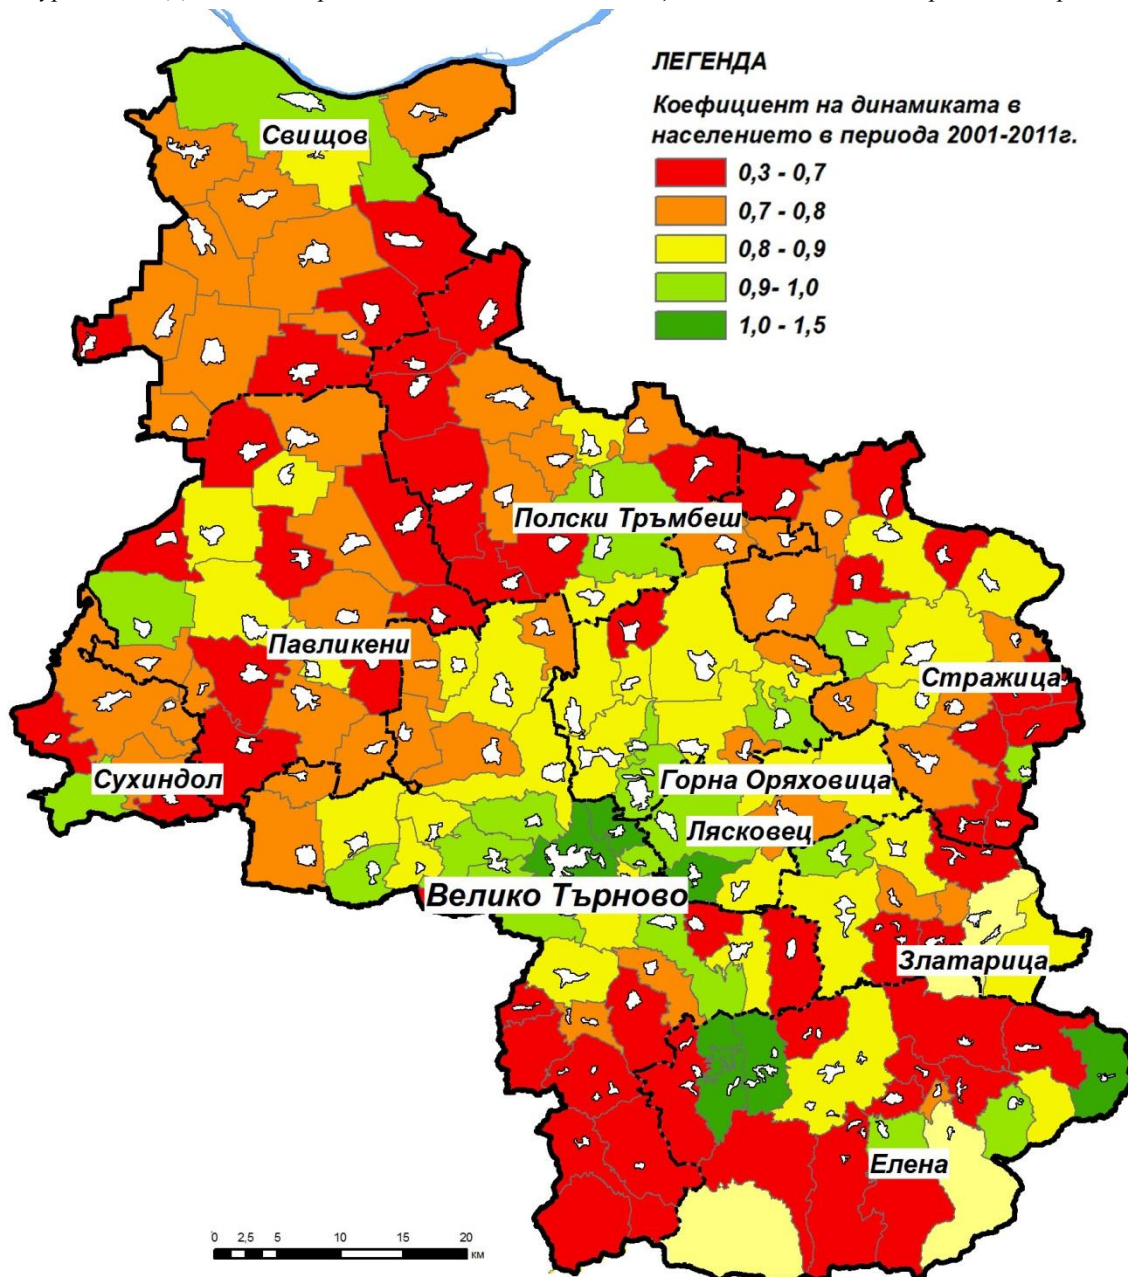 ЛЕГЕНДА
Коефициент на динамиката в
населението в периода 2001-2011г.
0,3 - 0,7
0,7 - 0,8
0,8 - 0,9
0,9- 1,0
1,0 - 1,5
Свищов
Полски Тръмбеш
Павликени
Стражица
Сухиндол
Горна Оряховица
Лясковец
Велико Търново
Златарица
Елена
0 2,5 5 10 15 20
км